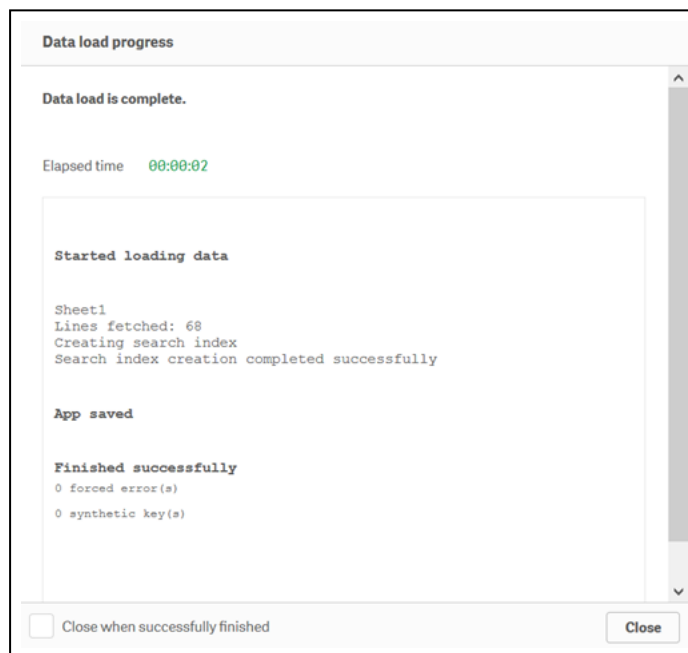 Data load progress
Data load is complete.
Elapsed time 00:00:02
Started loading data
Sheet1
Lines fetched: 68
Creating search index
Search index creation completed successfully
App saved
Finished successfully
0 forced error(s)
0 synthetic key(s)
Close when successfully finished
Close